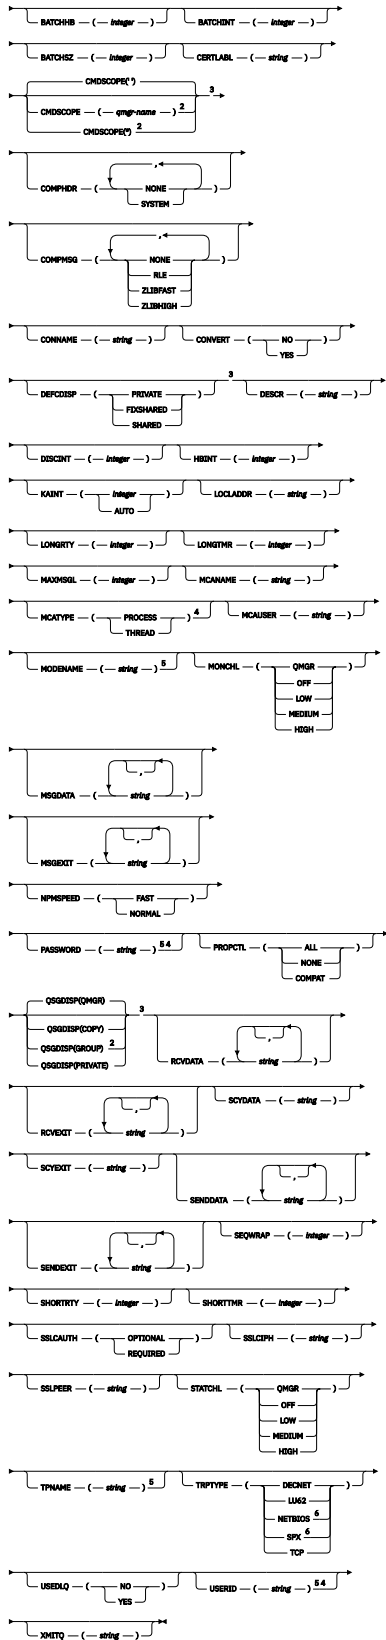 BATCHHB ( integer ) BATCHINT ( integer )
BATCHSZ ( integer ) CERTLABL ( string )
CMDSCOPE(' ')
3
CMDSCOPE ( qmgr-name ) 2
CMDSCOPE(*) 2
,
COMPHDR ( NONE )
SYSTEM
,
COMPMSG ( NONE )
RLE
ZLIBFAST
ZLIBHIGH
CONNAME ( string ) CONVERT ( NO )
YES
3
DEFCDISP ( PRIVATE ) DESCR ( string )
FIXSHARED
SHARED
DISCINT ( integer ) HBINT ( integer )
KAINT ( integer ) LOCLADDR ( string )
AUTO
LONGRTY ( integer ) LONGTMR ( integer )
MAXMSGL ( integer ) MCANAME ( string )
MCATYPE ( PROCESS ) 4 MCAUSER ( string )
THREAD
MODENAME ( string ) 5 MONCHL ( QMGR )
OFF
LOW
MEDIUM
HIGH
,
MSGDATA ( string )
,
MSGEXIT ( string )
NPMSPEED ( FAST )
NORMAL
PASSWORD ( string ) 5 4 PROPCTL ( ALL )
NONE
COMPAT
QSGDISP(QMGR)
3
QSGDISP(COPY)
,
QSGDISP(GROUP) 2
QSGDISP(PRIVATE) RCVDATA ( string )
,
SCYDATA ( string )
RCVEXIT ( string )
SCYEXIT ( string )
,
SENDDATA ( string )
,
SEQWRAP ( integer )
SENDEXIT ( string )
SHORTRTY ( integer ) SHORTTMR ( integer )
SSLCAUTH ( OPTIONAL ) SSLCIPH ( string )
REQUIRED
SSLPEER ( string ) STATCHL ( QMGR )
OFF
LOW
MEDIUM
HIGH
TPNAME ( string ) 5 TRPTYPE ( DECNET )
LU62
NETBIOS 6
SPX 6
TCP
USEDLQ ( NO ) USERID ( string ) 5 4
YES
XMITQ ( string )